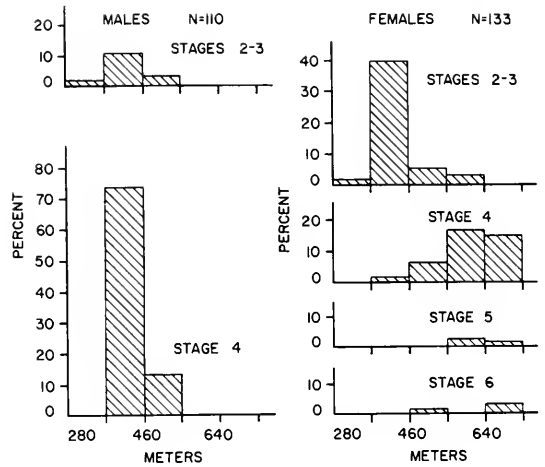 MALES N=110
STAGES 2-3
20
10
0
PERCENT
80
70
60
50
40
30
20
10
0
STAGE 4
280 460 640
METERS
FEMALES N=133
STAGES 2-3
40
30
20
10
0
PERCENT
STAGE 4
20
10
0
STAGE 5
10
0
STAGE 6
10
0
280 460 640
METERS